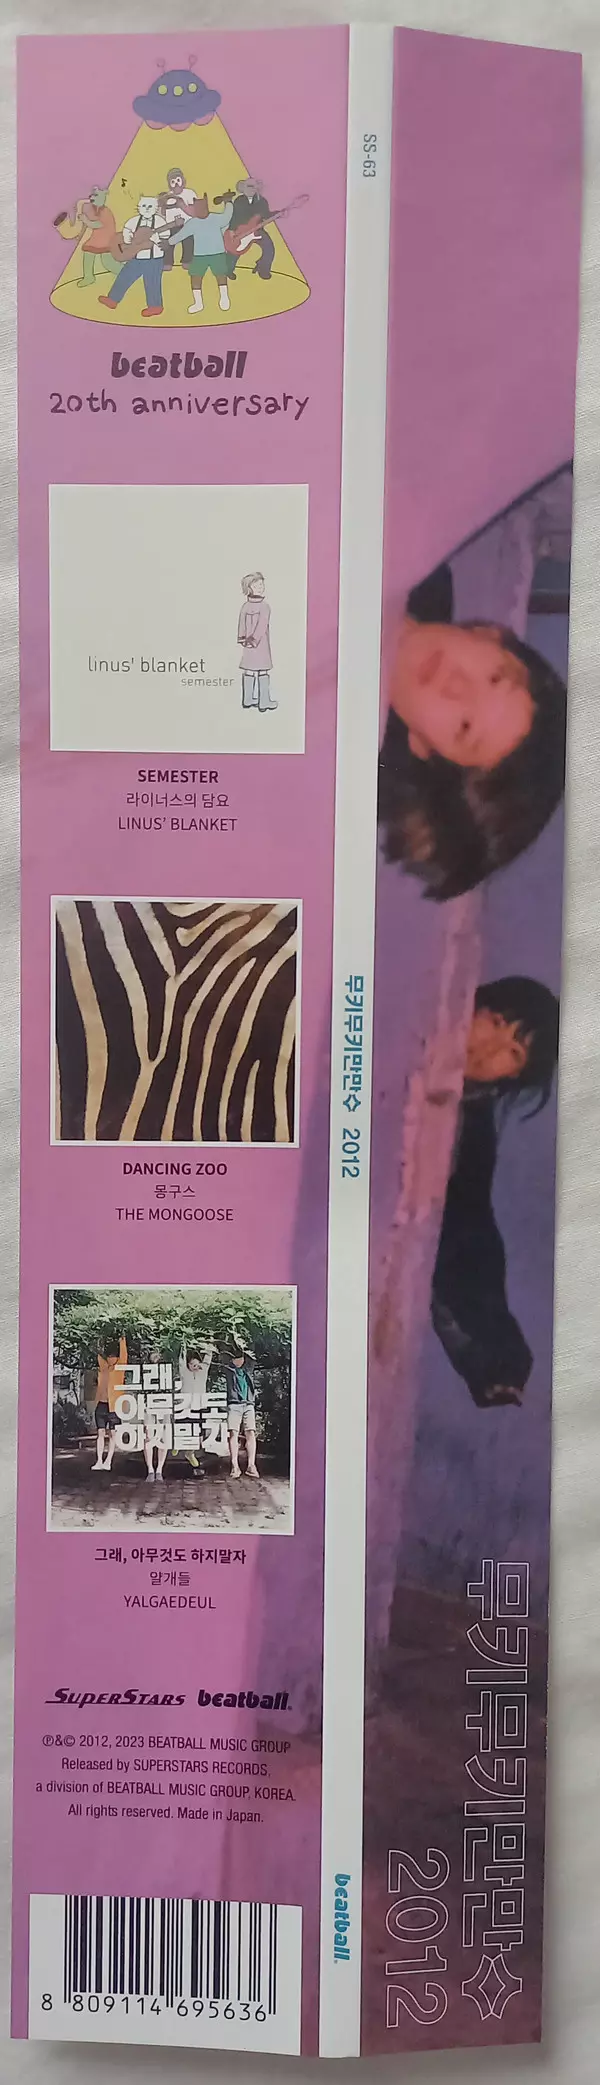 beatball
20th anniversary
linus' blanket
semester
SEMESTER
라이너스의 담요
LINUS' BLANKET
DANCING ZOO
몽구스
THE MONGOOSE
그래,
아무것도
하지말자
그래, 아무것도 하지말자
얄개들
YALGAEDEUL
SUPERSTARS beatball.
℗&© 2012, 2023 BEATBALL MUSIC GROUP
Released by SUPERSTARS RECORDS,
a division of BEATBALL MUSIC GROUP, KOREA.
All rights reserved. Made in Japan.
8 809114 695636
SS-63
무키무키만만수 2012
beatball.
무키무키만만수
2012